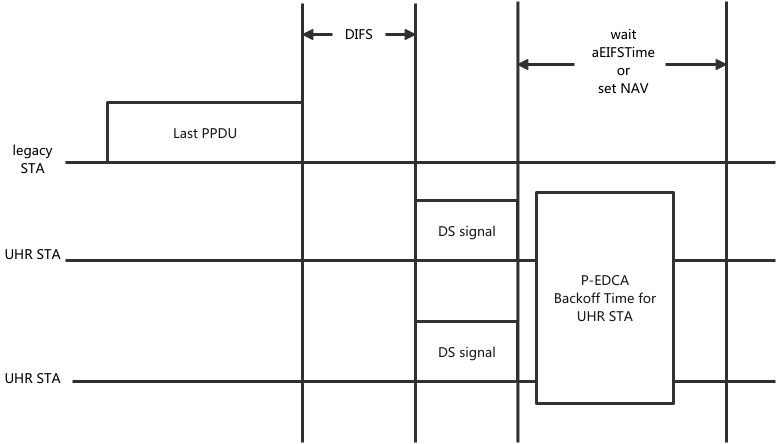 DIFS
wait
aEIFSTime
or
set NAV
Last PPDU
legacy
STA
DS signal
UHR STA
P-EDCA
Backoff Time for
UHR STA
DS signal
UHR STA